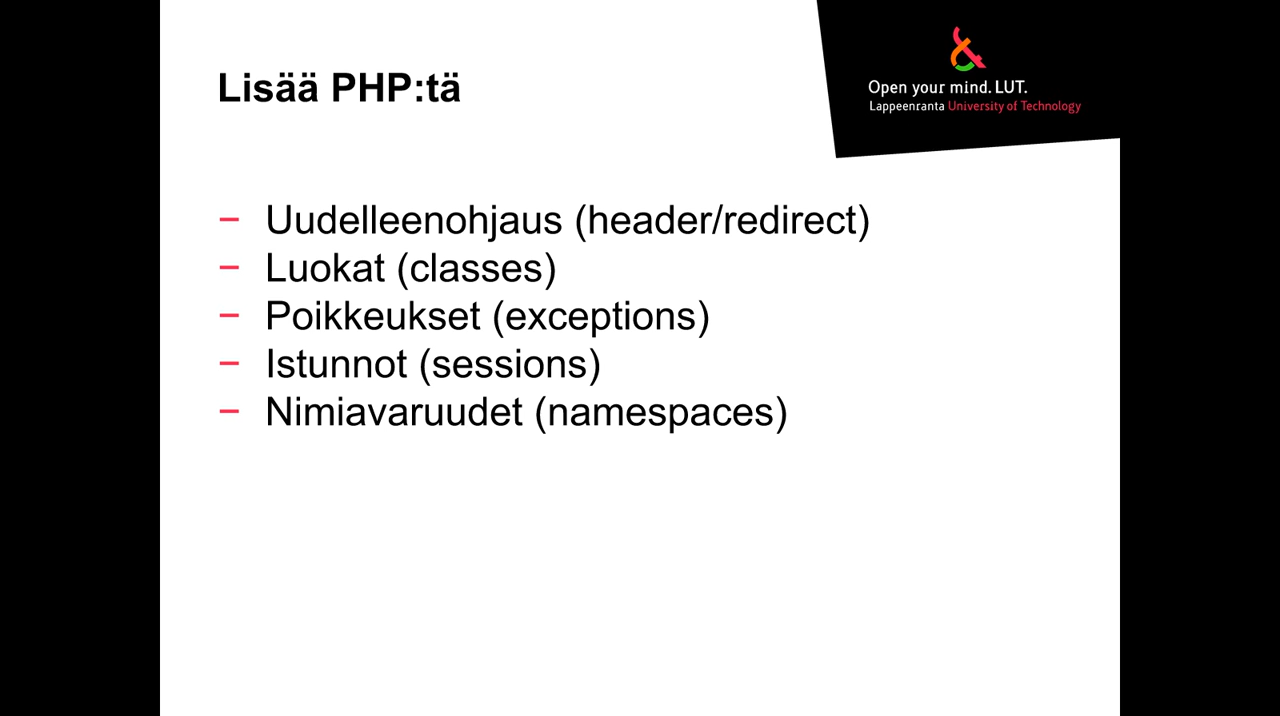 Lisää PHP:tä
Open your mind. LUT.
Lappeenranta University of Technology
– Uudelleenohjaus (header/redirect)
– Luokat (classes)
– Poikkeukset (exceptions)
– Istunnot (sessions)
– Nimiavaruudet (namespaces)